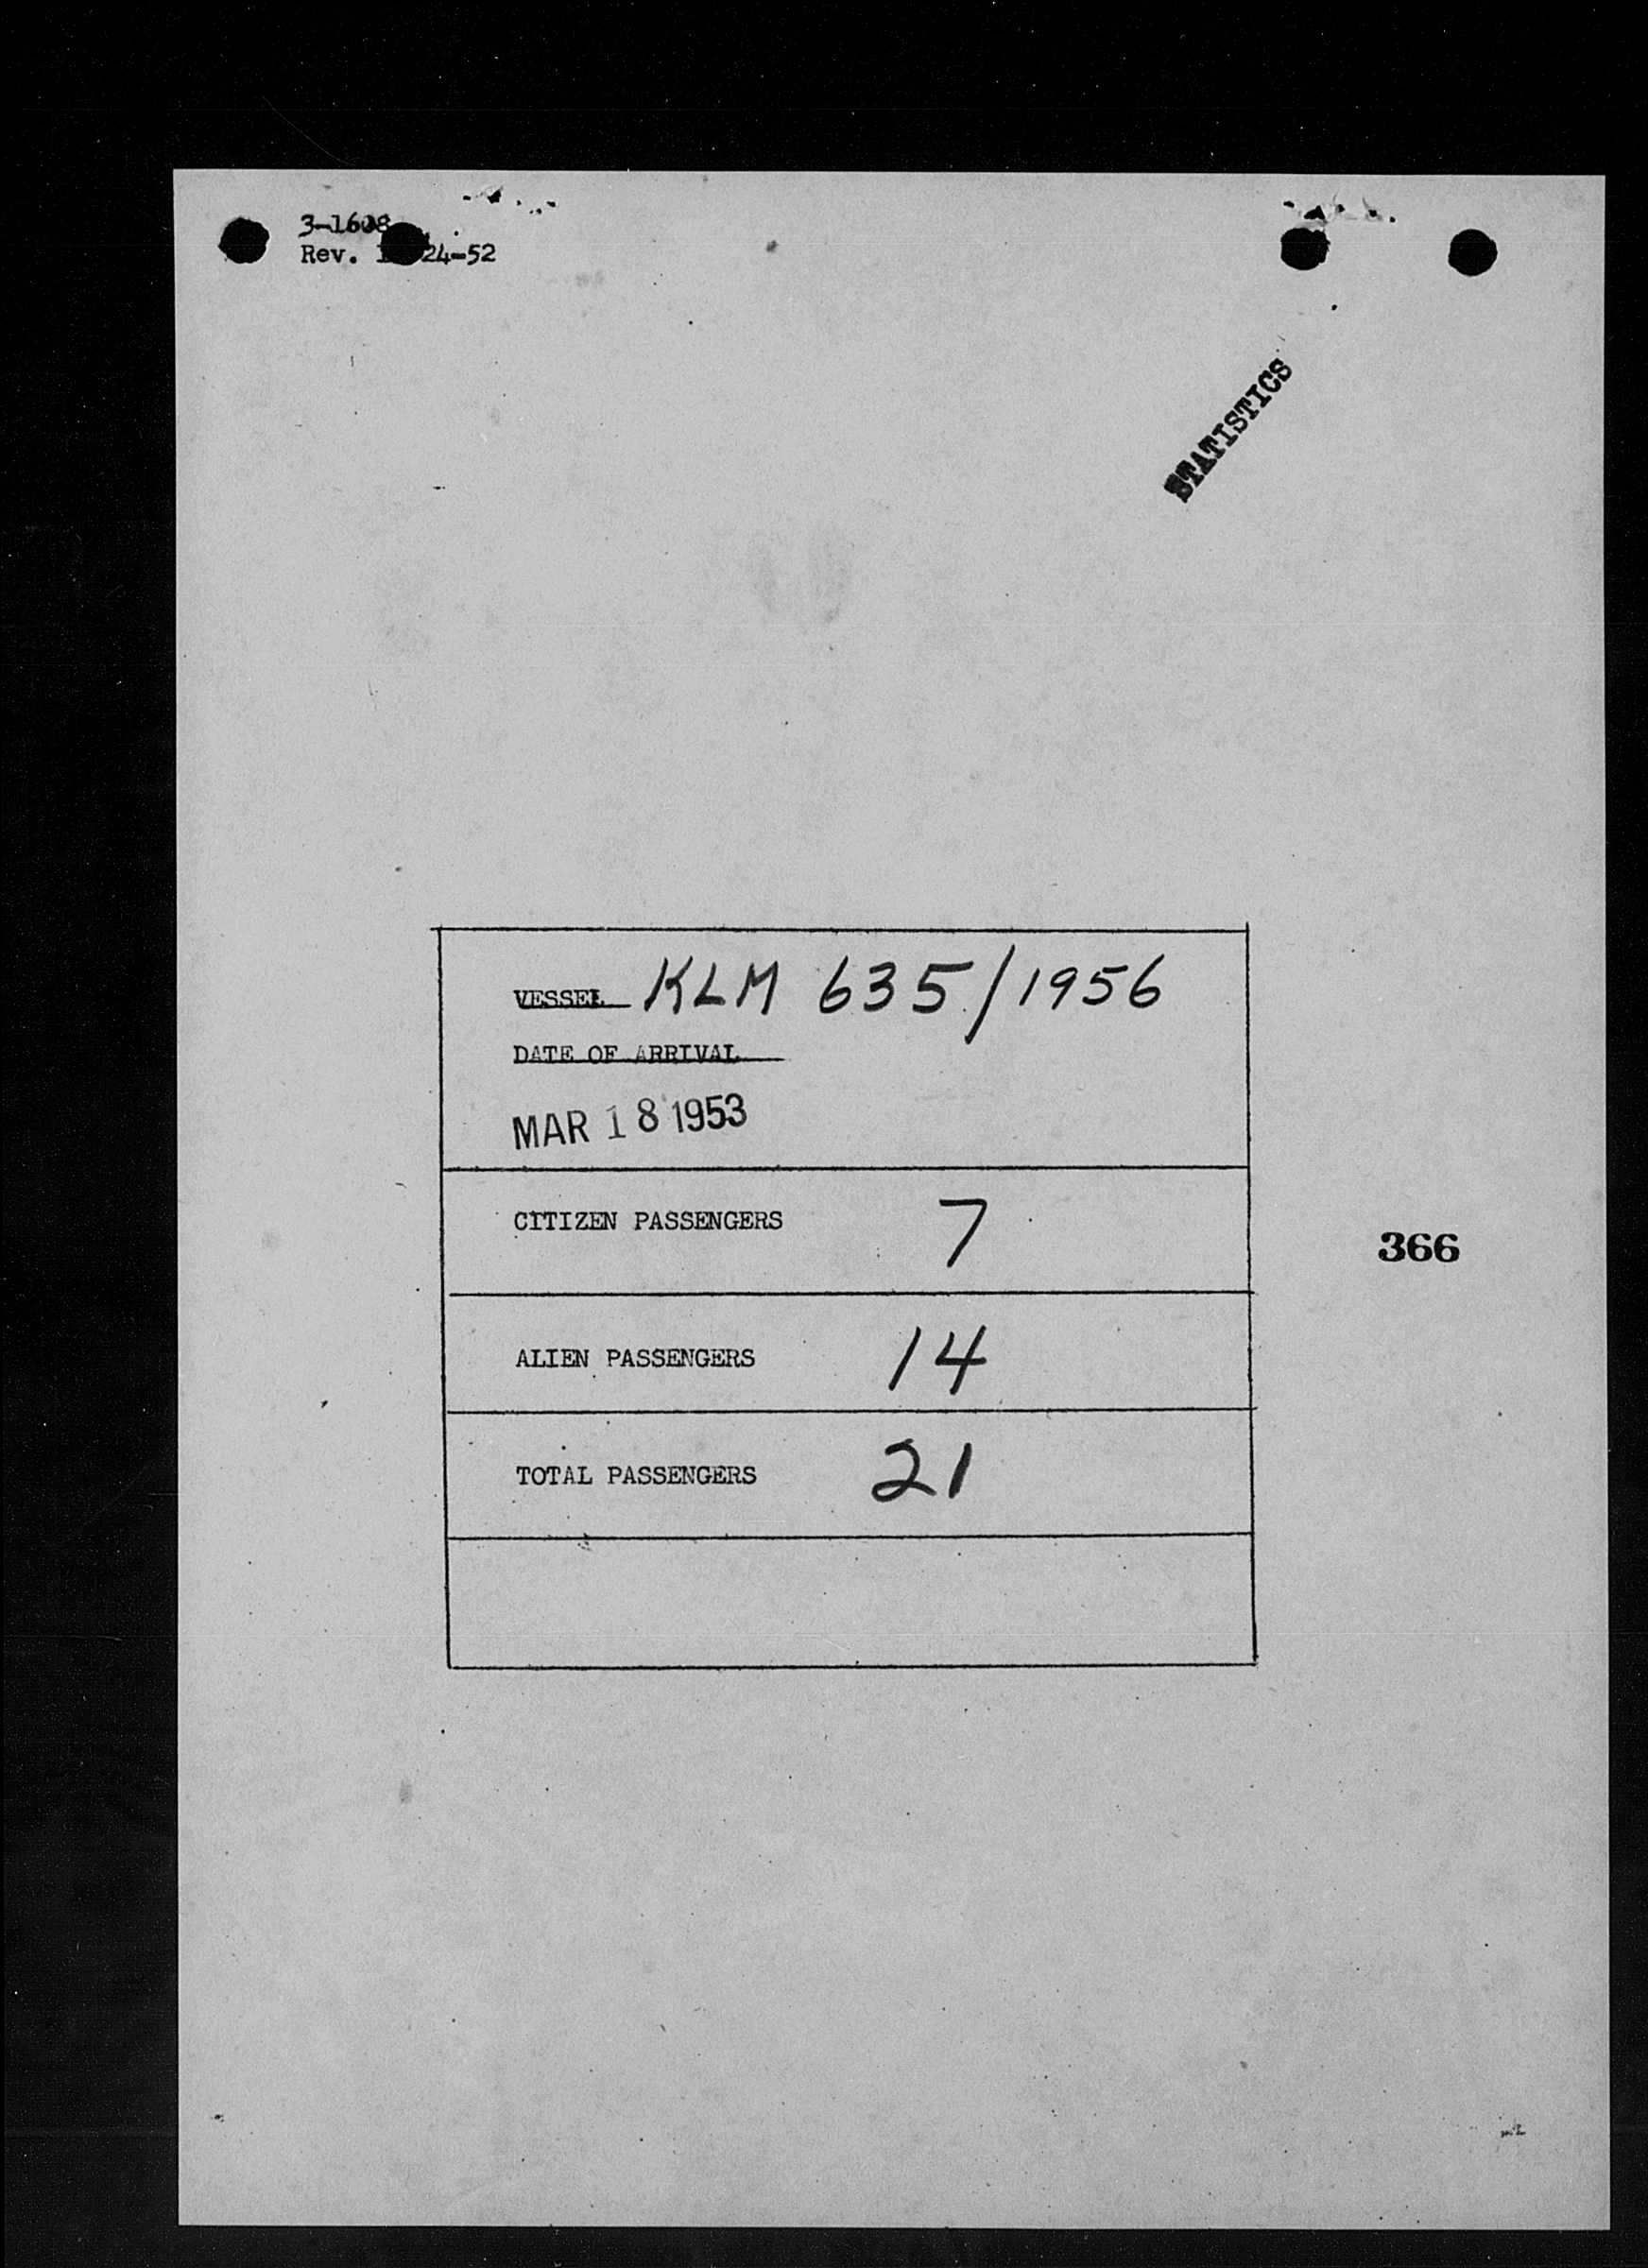 3-1608
Rev. 24-52
STATISTICS
VESSEL KLM 635/1956
DATE OF ARRIVAL
MAR 18 1953
CITIZEN PASSENGERS 7
366
ALIEN PASSENGERS 14
TOTAL PASSENGERS 21